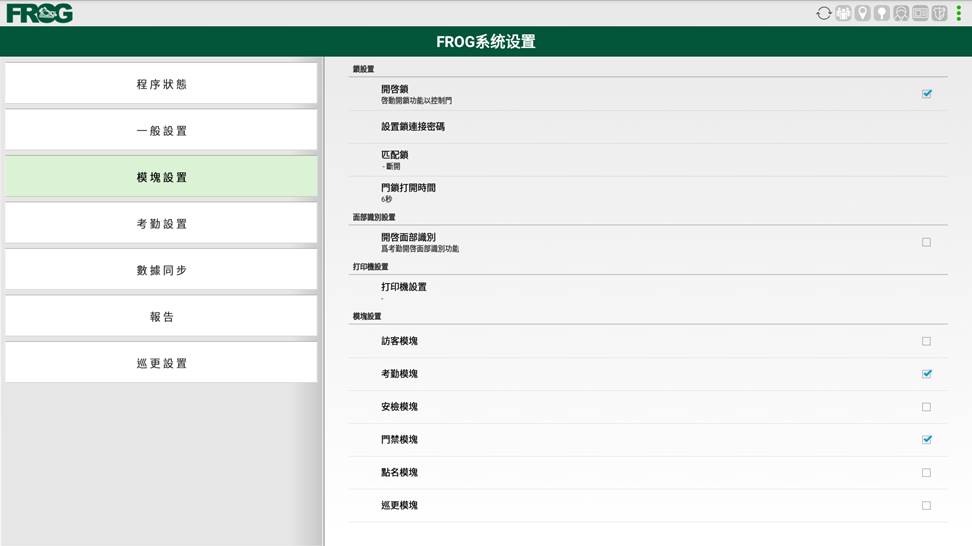 FROG
FROG系统设置
程序狀態
一般設置
模塊設置
考勤設置
數據同步
報告
巡更設置
鎖設置
開啓鎖
啓動開鎖功能以控制門
設置鎖連接密碼
匹配鎖
- 斷開
門鎖打開時間
6秒
面部識別設置
開啓面部識別
爲考勤開啓面部識別功能
打印機設置
打印機設置
-
模塊設置
訪客模塊
考勤模塊
安檢模塊
門禁模塊
點名模塊
巡更模塊